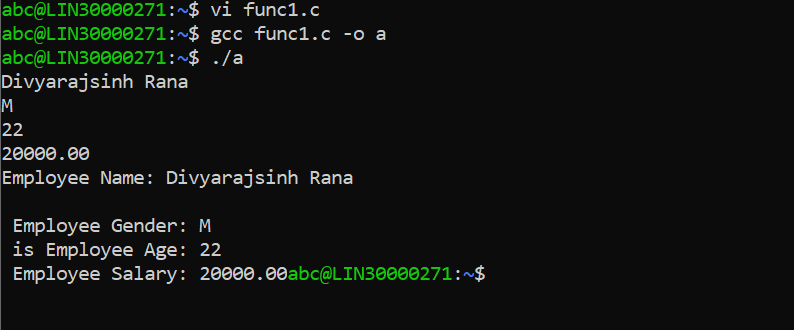 abc@LIN30000271:~$ vi func1.c
abc@LIN30000271:~$ gcc func1.c -o a
abc@LIN30000271:~$ ./a
Divyarajsinh Rana
M
22
20000.00
Employee Name: Divyarajsinh Rana
Employee Gender: M
is Employee Age: 22
Employee Salary: 20000.00abc@LIN30000271:~$